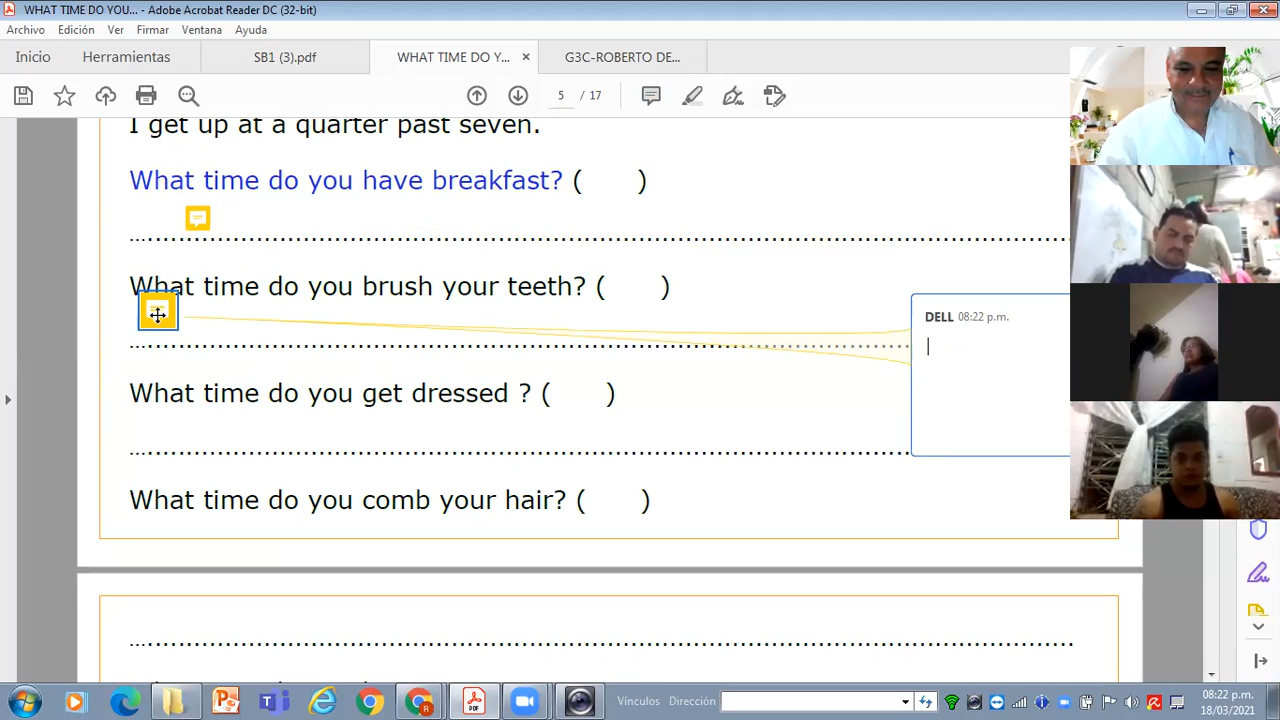 WHAT TIME DO YOU... - Adobe Acrobat Reader DC (32-bit)
Archivo Edición Ver Firmar Ventana Ayuda
Inicio Herramientas SB1 (3).pdf WHAT TIME DO Y... × G3C-ROBERTO DE...
5 / 17
I get up at a quarter past seven.
What time do you have breakfast? ( )
What time do you brush your teeth? ( )
DELL 08:22 p.m.
What time do you get dressed ? ( )
What time do you comb your hair? ( )
Vínculos Dirección
08:22 p.m.
18/03/2021